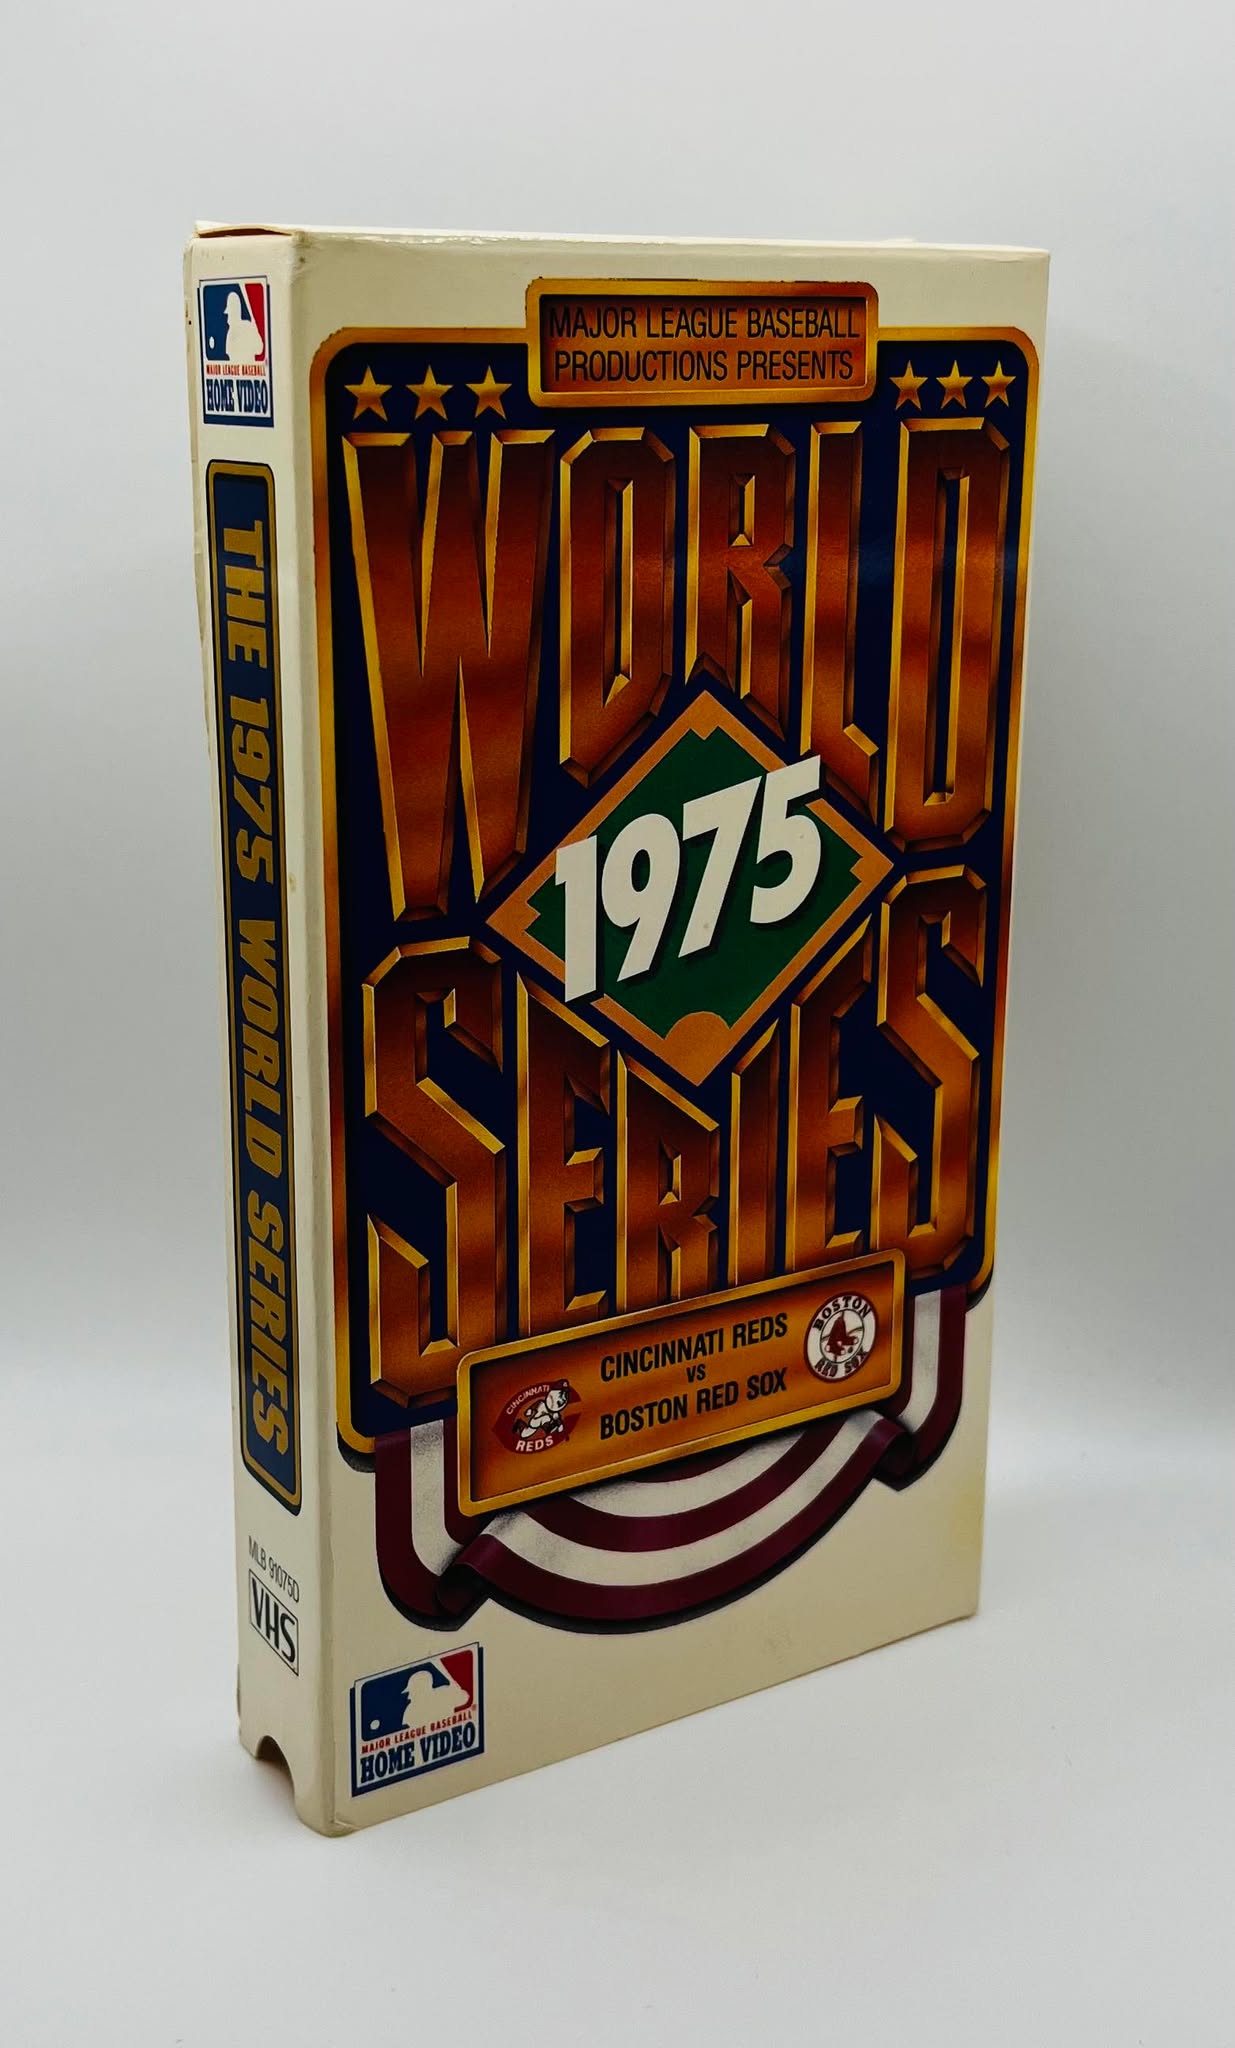 MAJOR LEAGUE BASEBALL
PRODUCTIONS PRESENTS
WORLD
1975
SERIES
CINCINNATI REDS
VS
BOSTON RED SOX
CINCINNATI
REDS
BOSTON
RED SOX
MAJOR LEAGUE BASEBALL®
HOME VIDEO
MAJOR LEAGUE BASEBALL®
HOME VIDEO
THE 1975 WORLD SERIES
MLB 91075D
VHS